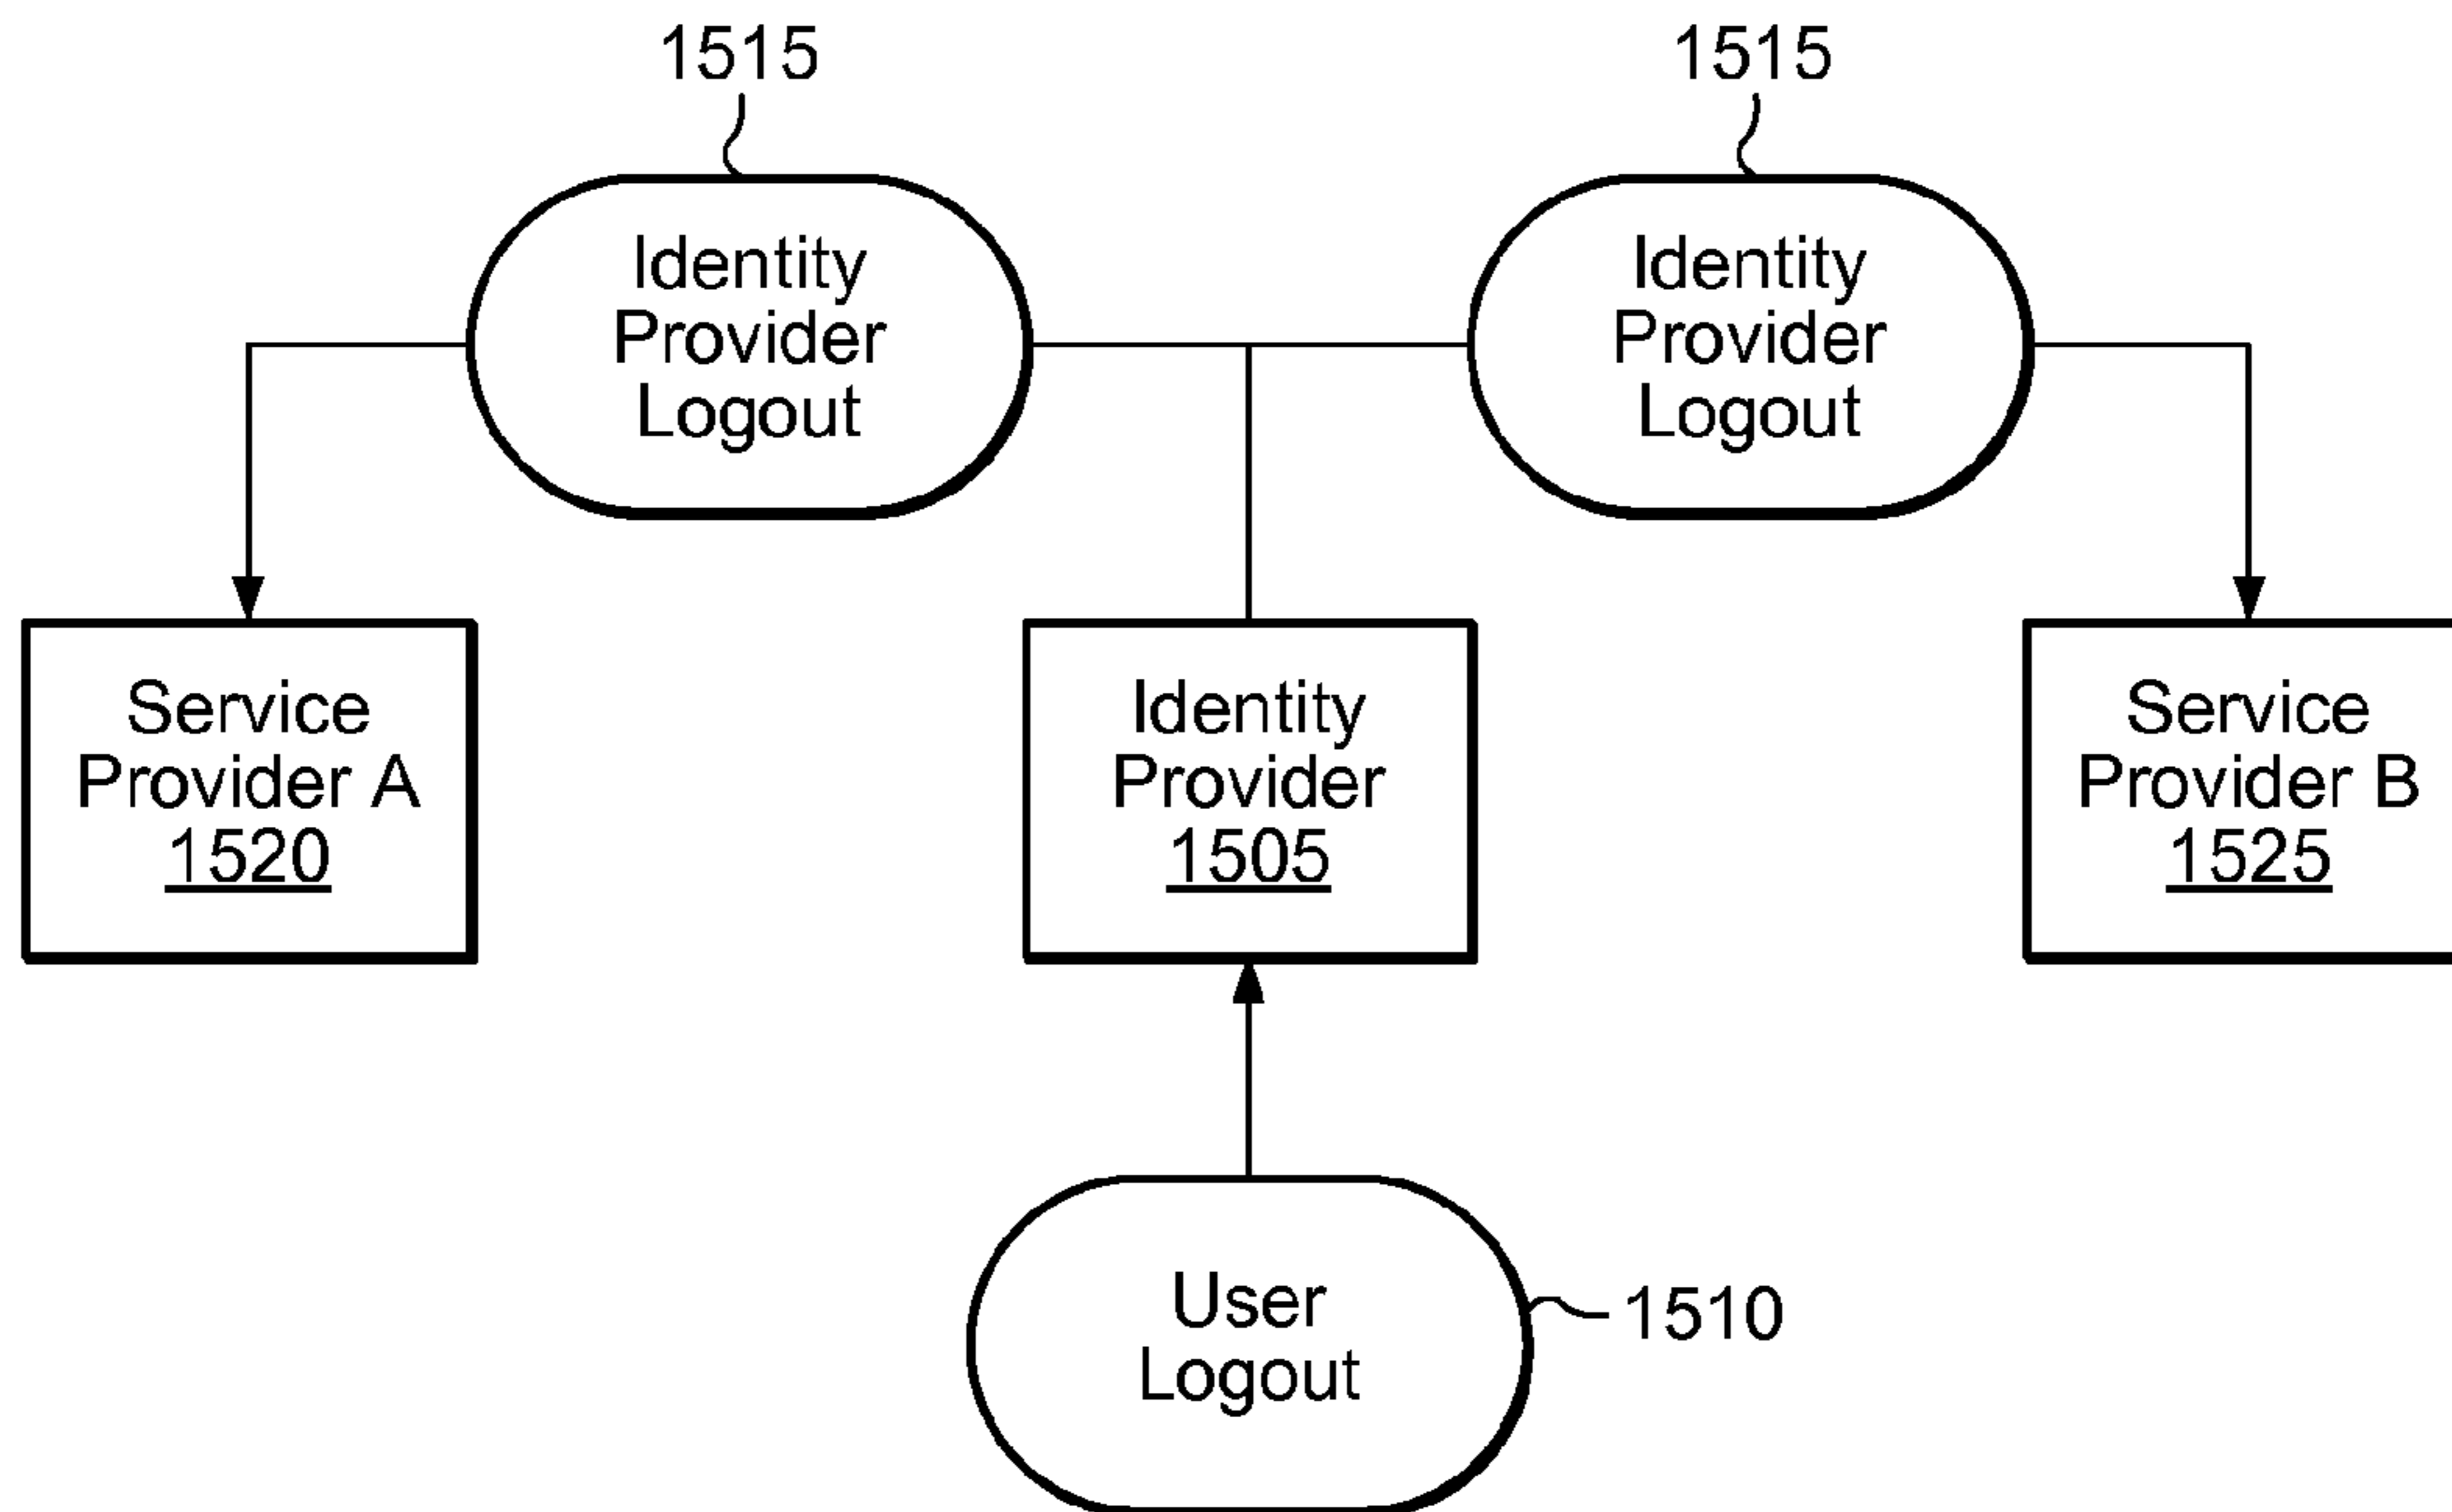 1515
1515
Identity
Provider
Logout
Identity
Provider
Logout
Service
Provider A
1520
Identity
Provider
1505
Service
Provider B
1525
User
Logout
1510